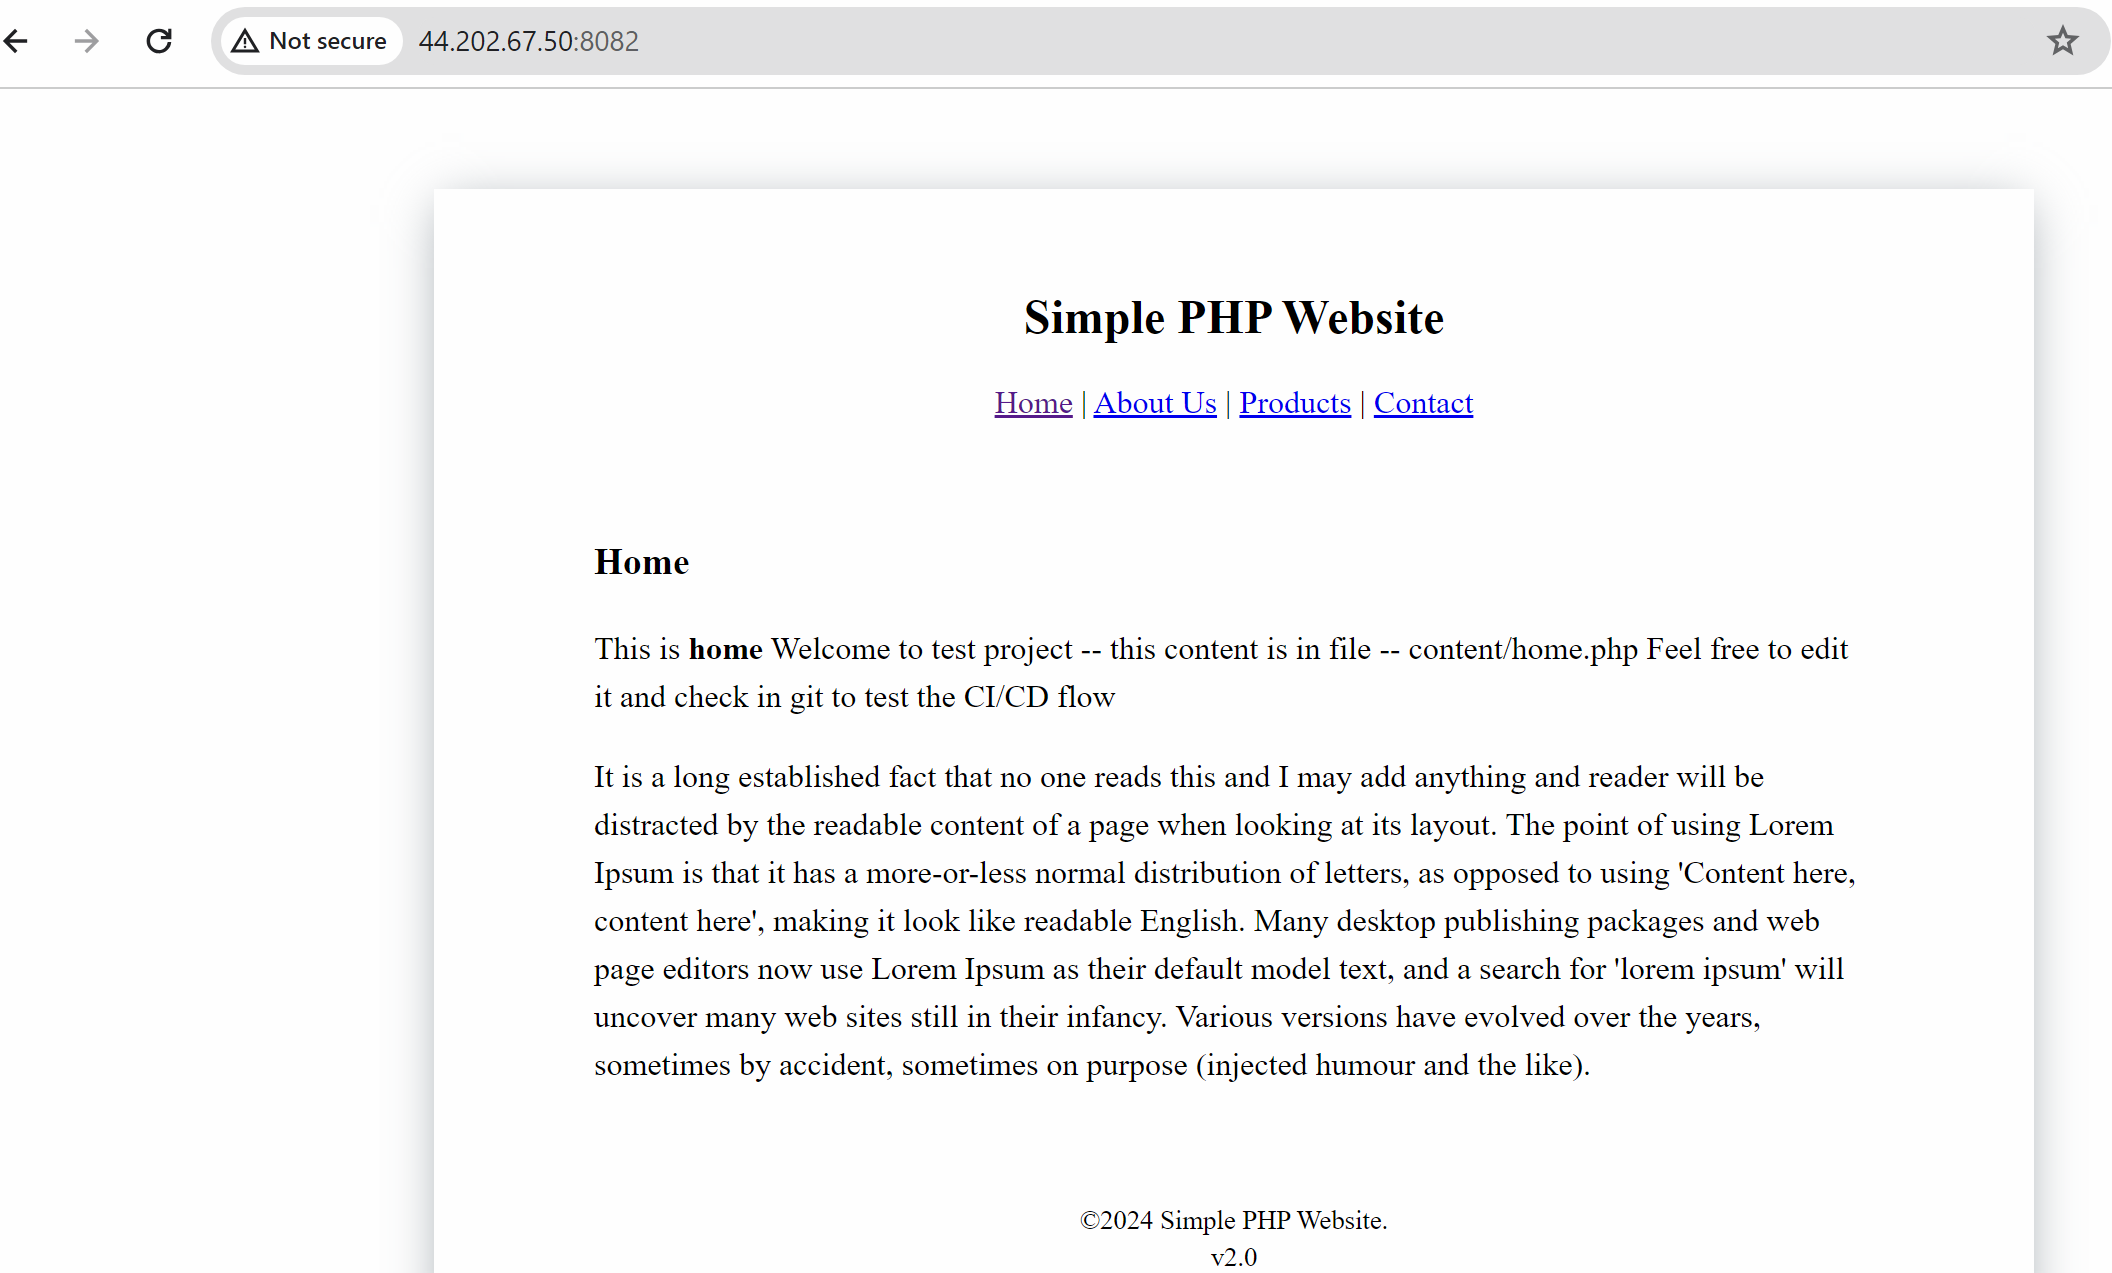 Not secure 44.202.67.50:8082
Simple PHP Website
Home | About Us | Products | Contact
Home
This is home Welcome to test project -- this content is in file -- content/home.php Feel free to edit
it and check in git to test the CI/CD flow
It is a long established fact that no one reads this and I may add anything and reader will be
distracted by the readable content of a page when looking at its layout. The point of using Lorem
Ipsum is that it has a more-or-less normal distribution of letters, as opposed to using 'Content here,
content here', making it look like readable English. Many desktop publishing packages and web
page editors now use Lorem Ipsum as their default model text, and a search for 'lorem ipsum' will
uncover many web sites still in their infancy. Various versions have evolved over the years,
sometimes by accident, sometimes on purpose (injected humour and the like).
©2024 Simple PHP Website.
v2.0